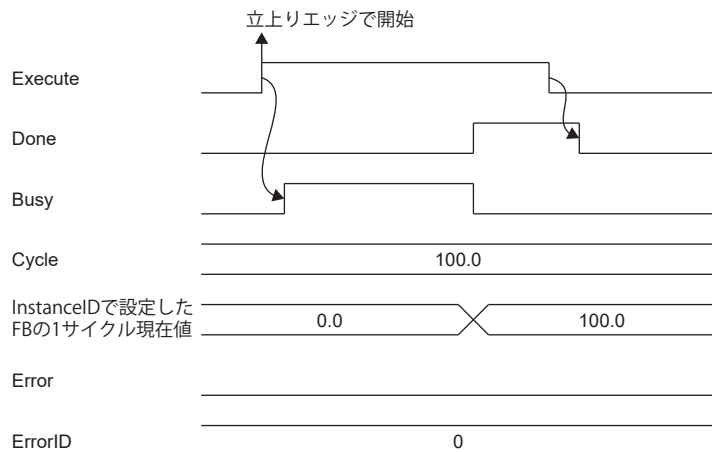 立上りエッジで開始
Execute
Done
Busy
Cycle
100.0
InstanceIDで設定した
FBの1サイクル現在値
0.0
100.0
Error
ErrorID
0